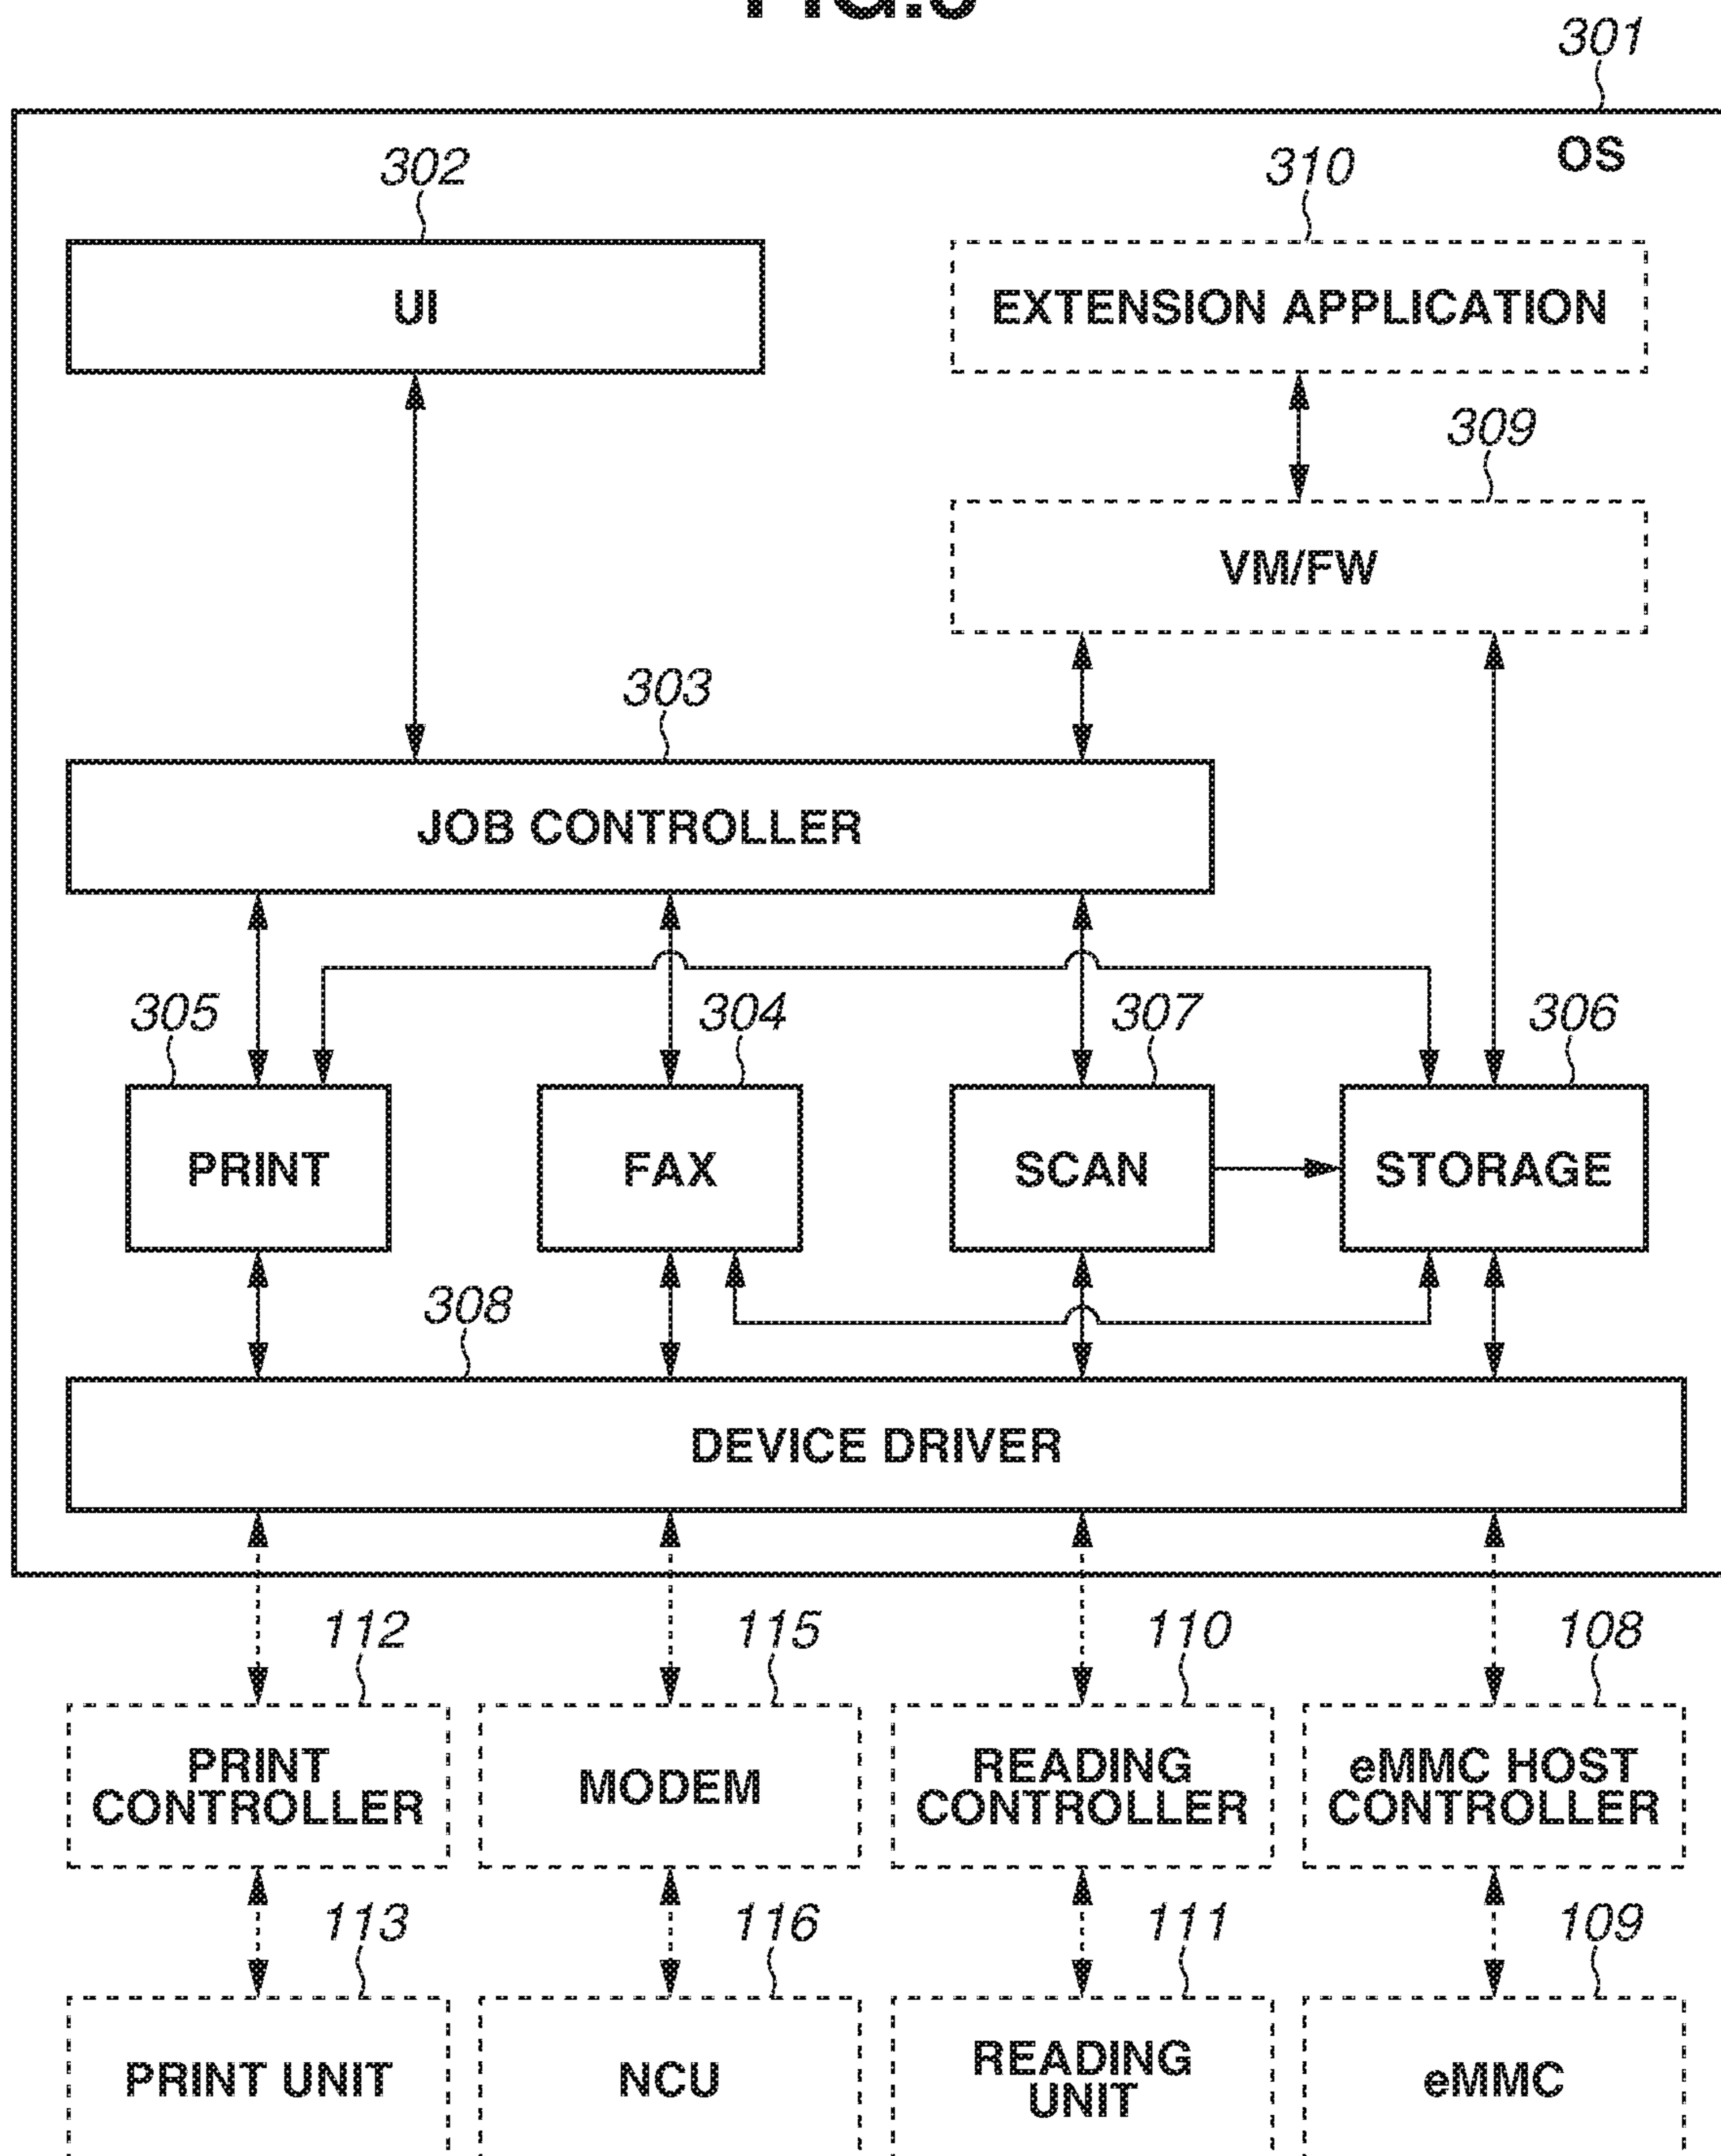 301
OS
302
310
UI
EXTENSION APPLICATION
309
VM/FW
303
JOB CONTROLLER
305
304
307
306
PRINT
FAX
SCAN
STORAGE
308
DEVICE DRIVER
112
115
110
108
PRINT
CONTROLLER
MODEM
READING
CONTROLLER
eMMC HOST
CONTROLLER
113
116
111
109
PRINT UNIT
NCU
READING
UNIT
eMMC